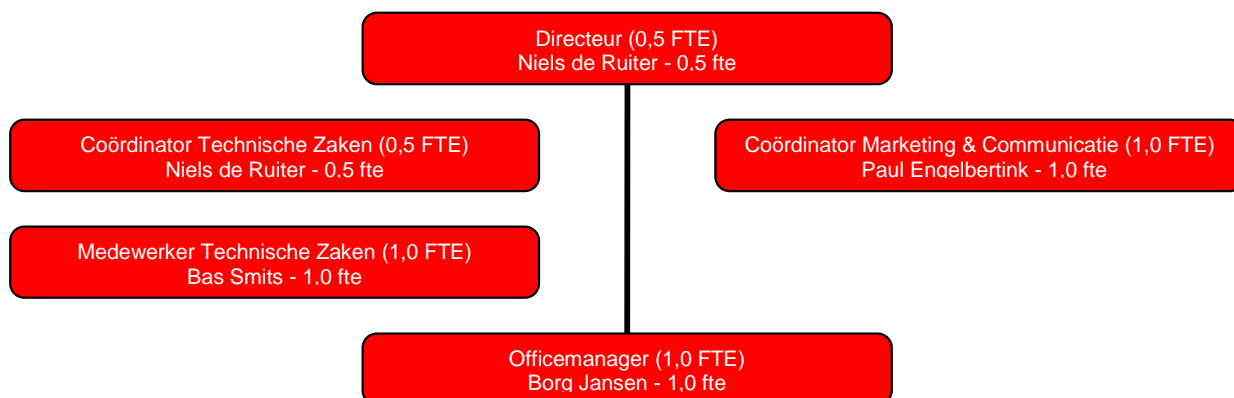 Directeur (0,5 FTE)
Niels de Ruiter - 0,5 fte
Coördinator Technische Zaken (0,5 FTE)
Niels de Ruiter - 0,5 fte
Coördinator Marketing & Communicatie (1,0 FTE)
Paul Engelbertink - 1,0 fte
Medewerker Technische Zaken (1,0 FTE)
Bas Smits - 1,0 fte
Officemanager (1,0 FTE)
Borg Jansen - 1,0 fte